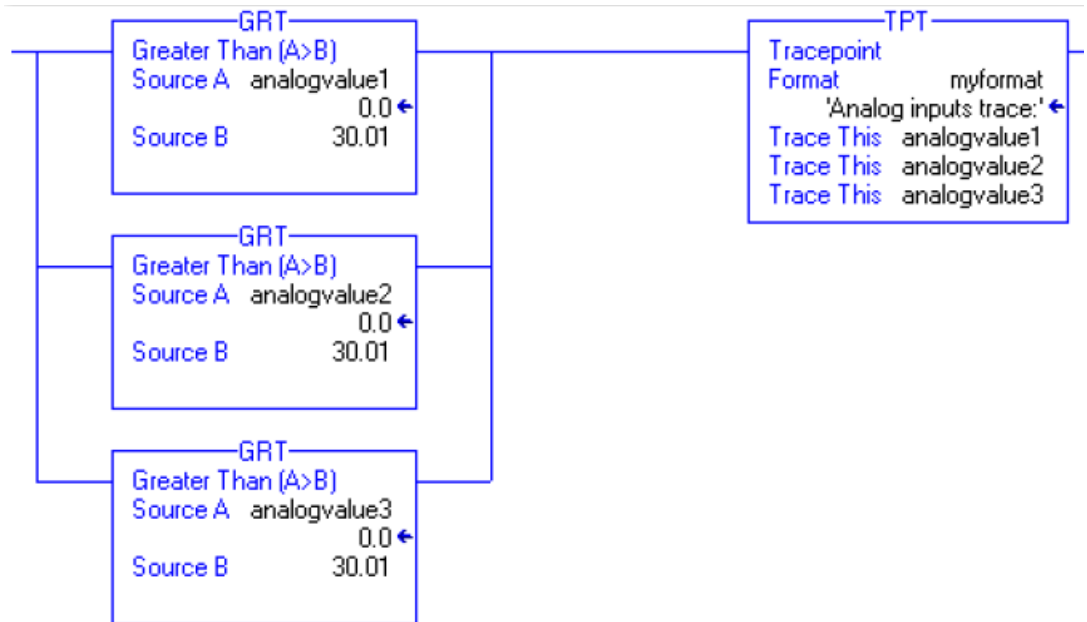 GRT
Greater Than (A>B)
Source A analogvalue1
0.0
Source B 30.01
TPT
Tracepoint
Format myformat
'Analog inputs trace:'
Trace This analogvalue1
Trace This analogvalue2
Trace This analogvalue3
GRT
Greater Than (A>B)
Source A analogvalue2
0.0
Source B 30.01
GRT
Greater Than (A>B)
Source A analogvalue3
0.0
Source B 30.01